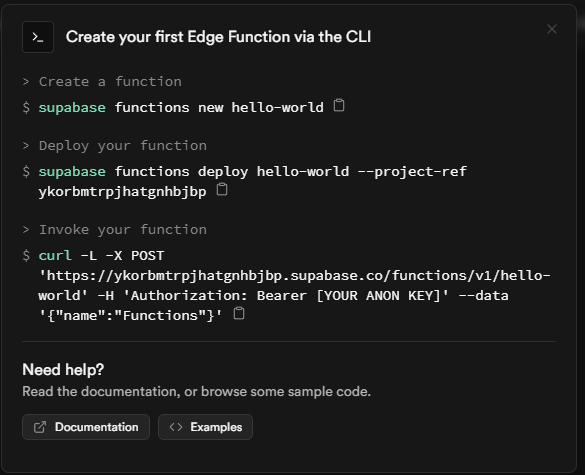 Create your first Edge Function via the CLI
> Create a function
$ supabase functions new hello-world
> Deploy your function
$ supabase functions deploy hello-world --project-ref
ykorbmtrpjhatgnhbjbp
> Invoke your function
$ curl -L -X POST
'https://ykorbmtrpjhatgnhbjbp.supabase.co/functions/v1/hello-
world' -H 'Authorization: Bearer [YOUR ANON KEY]' --data
'{"name":"Functions"}'
Need help?
Read the documentation, or browse some sample code.
Documentation
Examples